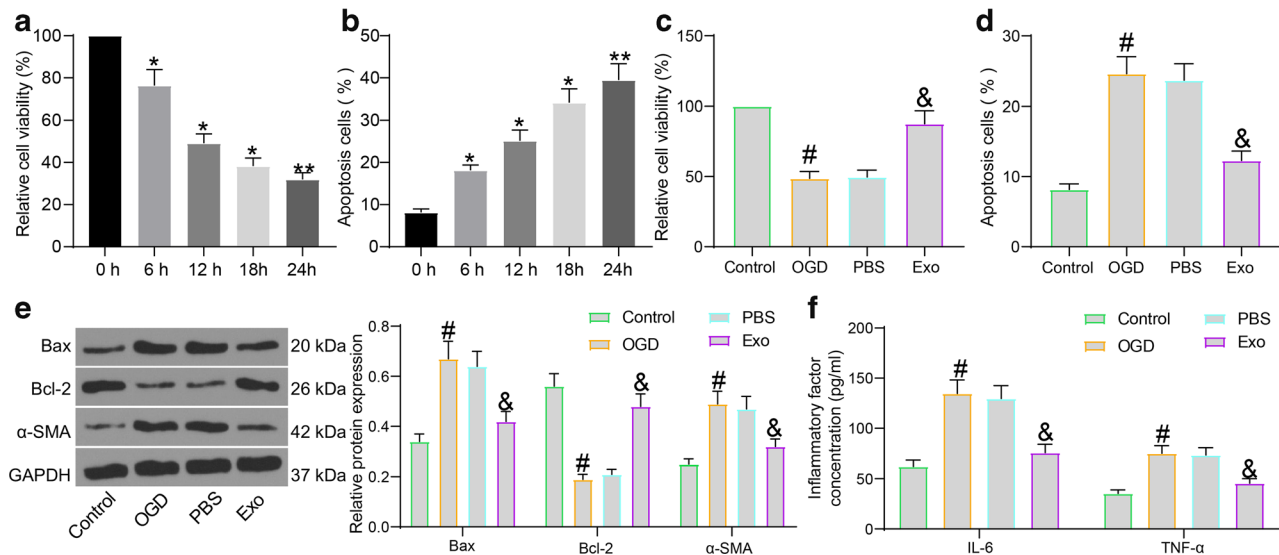 a
Relative cell viability (%)
100
80
60
40
20
0
* * * **
0 h 6 h 12 h 18h 24h
b
Apoptosis cells ( % )
50
40
30
20
10
0
* * * **
0 h 6 h 12 h 18h 24h
c
Relative cell viability (%)
150
100
50
0
# &
Control OGD PBS Exo
d
Apoptosis cells ( % )
30
20
10
0
# &
Control OGD PBS Exo
e
Bax 20 kDa
Bcl-2 26 kDa
α-SMA 42 kDa
GAPDH 37 kDa
Control OGD PBS Exo
Relative protein expression
0.8
0.6
0.4
0.2
0.0
Control PBS
OGD Exo
# & # & # &
Bax Bcl-2 α-SMA
f
Inflammatory factor
concentration (pg/ml)
200
150
100
50
0
Control PBS
OGD Exo
# & # &
IL-6 TNF-α